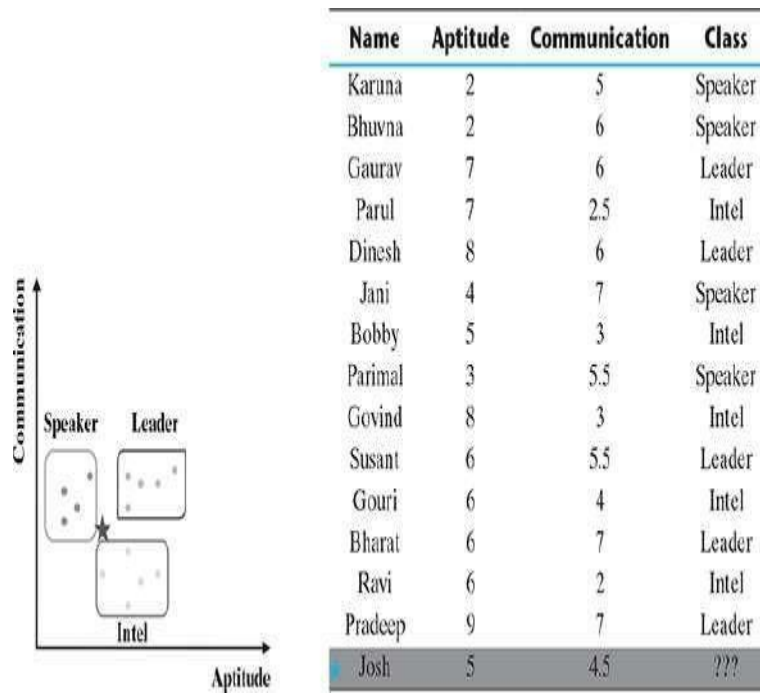 Communication
Speaker Leader
Intel
Aptitude
Name Aptitude Communication Class
Karuna 2 5 Speaker
Bhuvna 2 6 Speaker
Gaurav 7 6 Leader
Parul 7 2.5 Intel
Dinesh 8 6 Leader
Jani 4 7 Speaker
Bobby 5 3 Intel
Parimal 3 5.5 Speaker
Govind 8 3 Intel
Susant 6 5.5 Leader
Gouri 6 4 Intel
Bharat 6 7 Leader
Ravi 6 2 Intel
Pradeep 9 7 Leader
Josh 5 4.5 ???